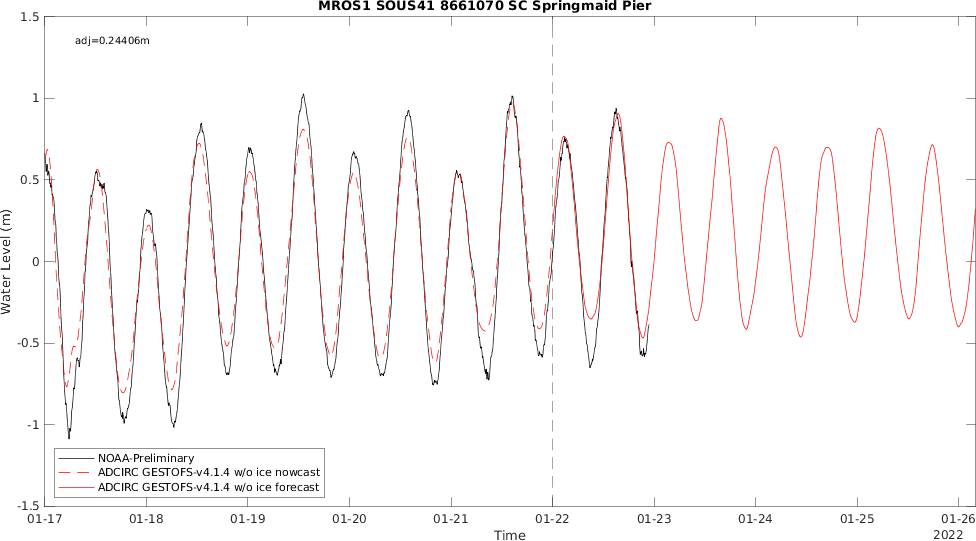 MROS1 SOUS41 8661070 SC Springmaid Pier
1.5
adj=0.24406m
1
0.5
0
-0.5
-1
-1.5
Water Level (m)
NOAA-Preliminary
ADCIRC GESTOFS-v4.1.4 w/o ice nowcast
ADCIRC GESTOFS-v4.1.4 w/o ice forecast
01-17 01-18 01-19 01-20 01-21 01-22 01-23 01-24 01-25 01-26
Time
2022